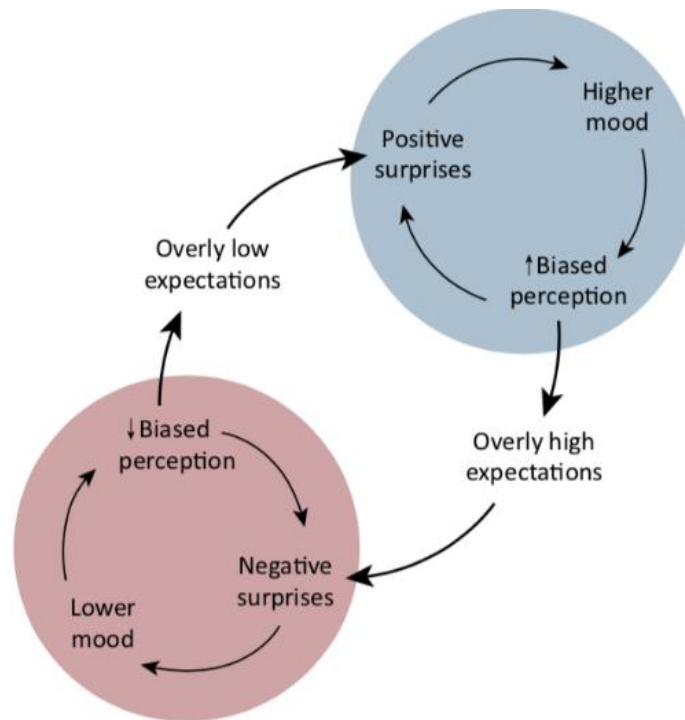 Higher
mood
Positive
surprises
↑Biased
perception
Overly low
expectations
Overly high
expectations
↓Biased
perception
Negative
surprises
Lower
mood